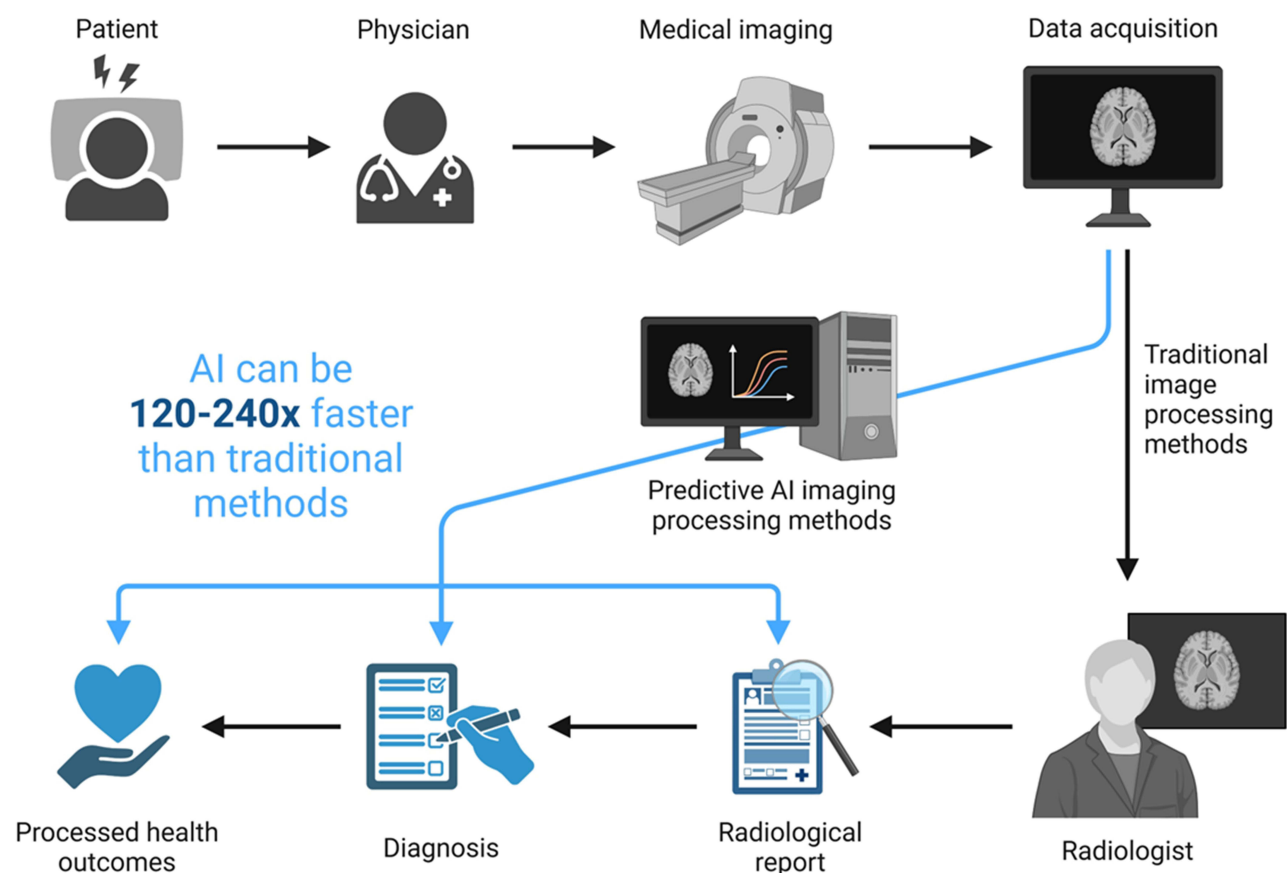 Patient
Physician
Medical imaging
Data acquisition
AI can be
120-240x faster
than traditional
methods
Traditional
image
processing
methods
Predictive AI imaging
processing methods
Processed health
outcomes
Diagnosis
Radiological
report
Radiologist